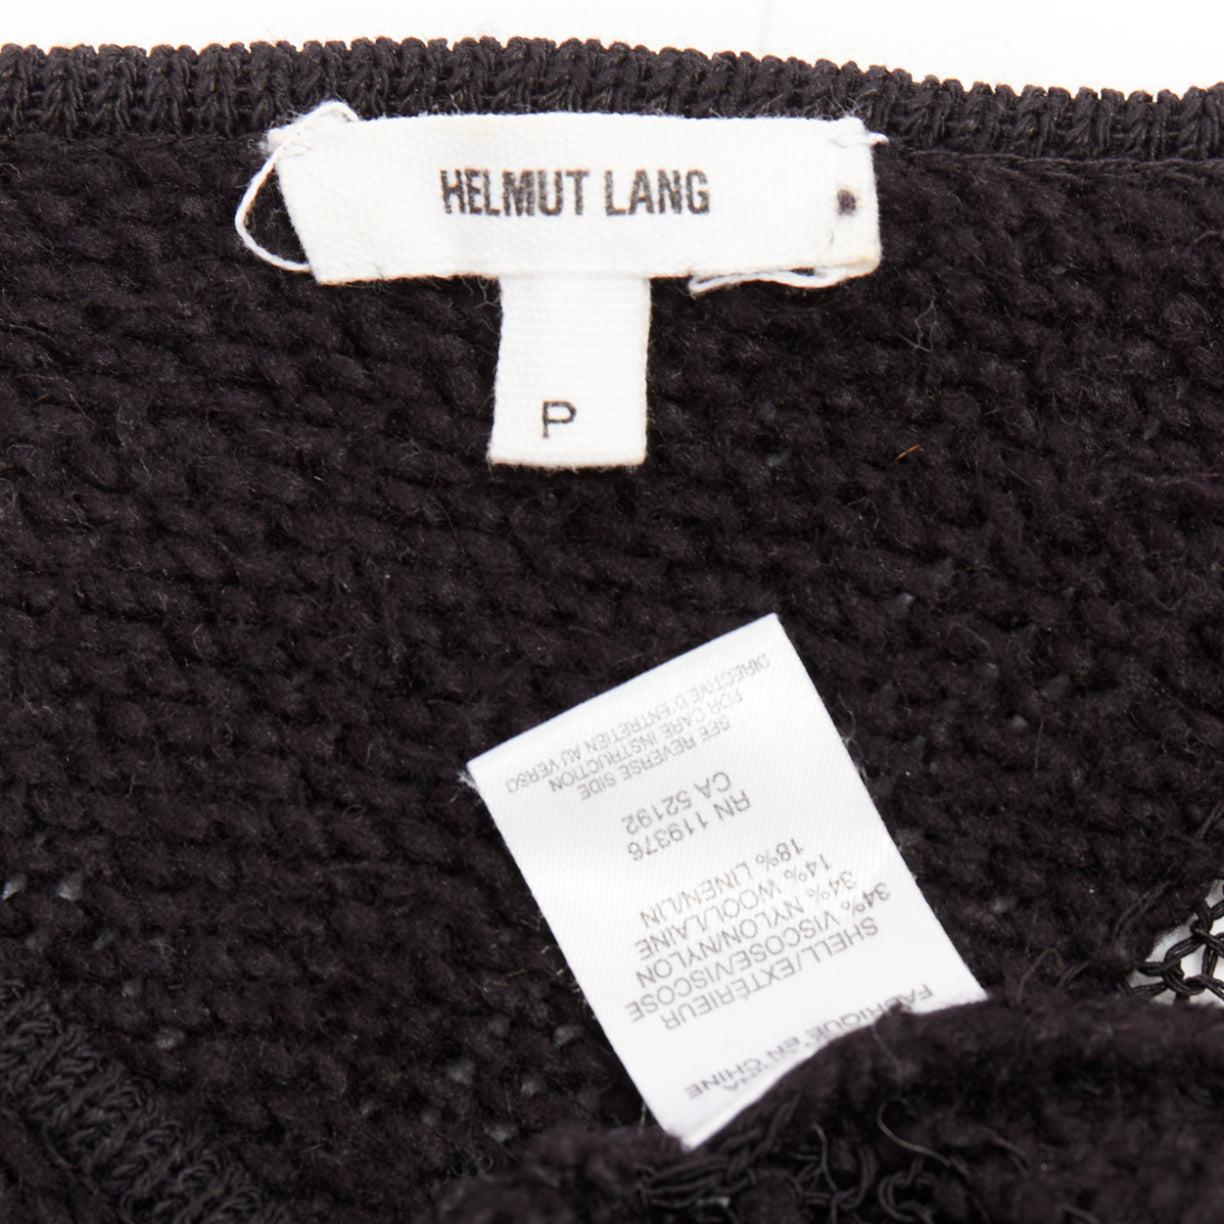 HELMUT LANG
P
FABRIQUÉ EN CHINE
SHELL/EXTÉRIEUR
34% VISCOSE/VISCOSE
34% NYLON/NYLON
14% WOOL/LAINE
18% LINEN/LIN
RN 119376
CA 52192
SEE REVERSE SIDE
FOR CARE INSTRUCTION
DIRECTIVE D'ENTRETIEN AU VERSO